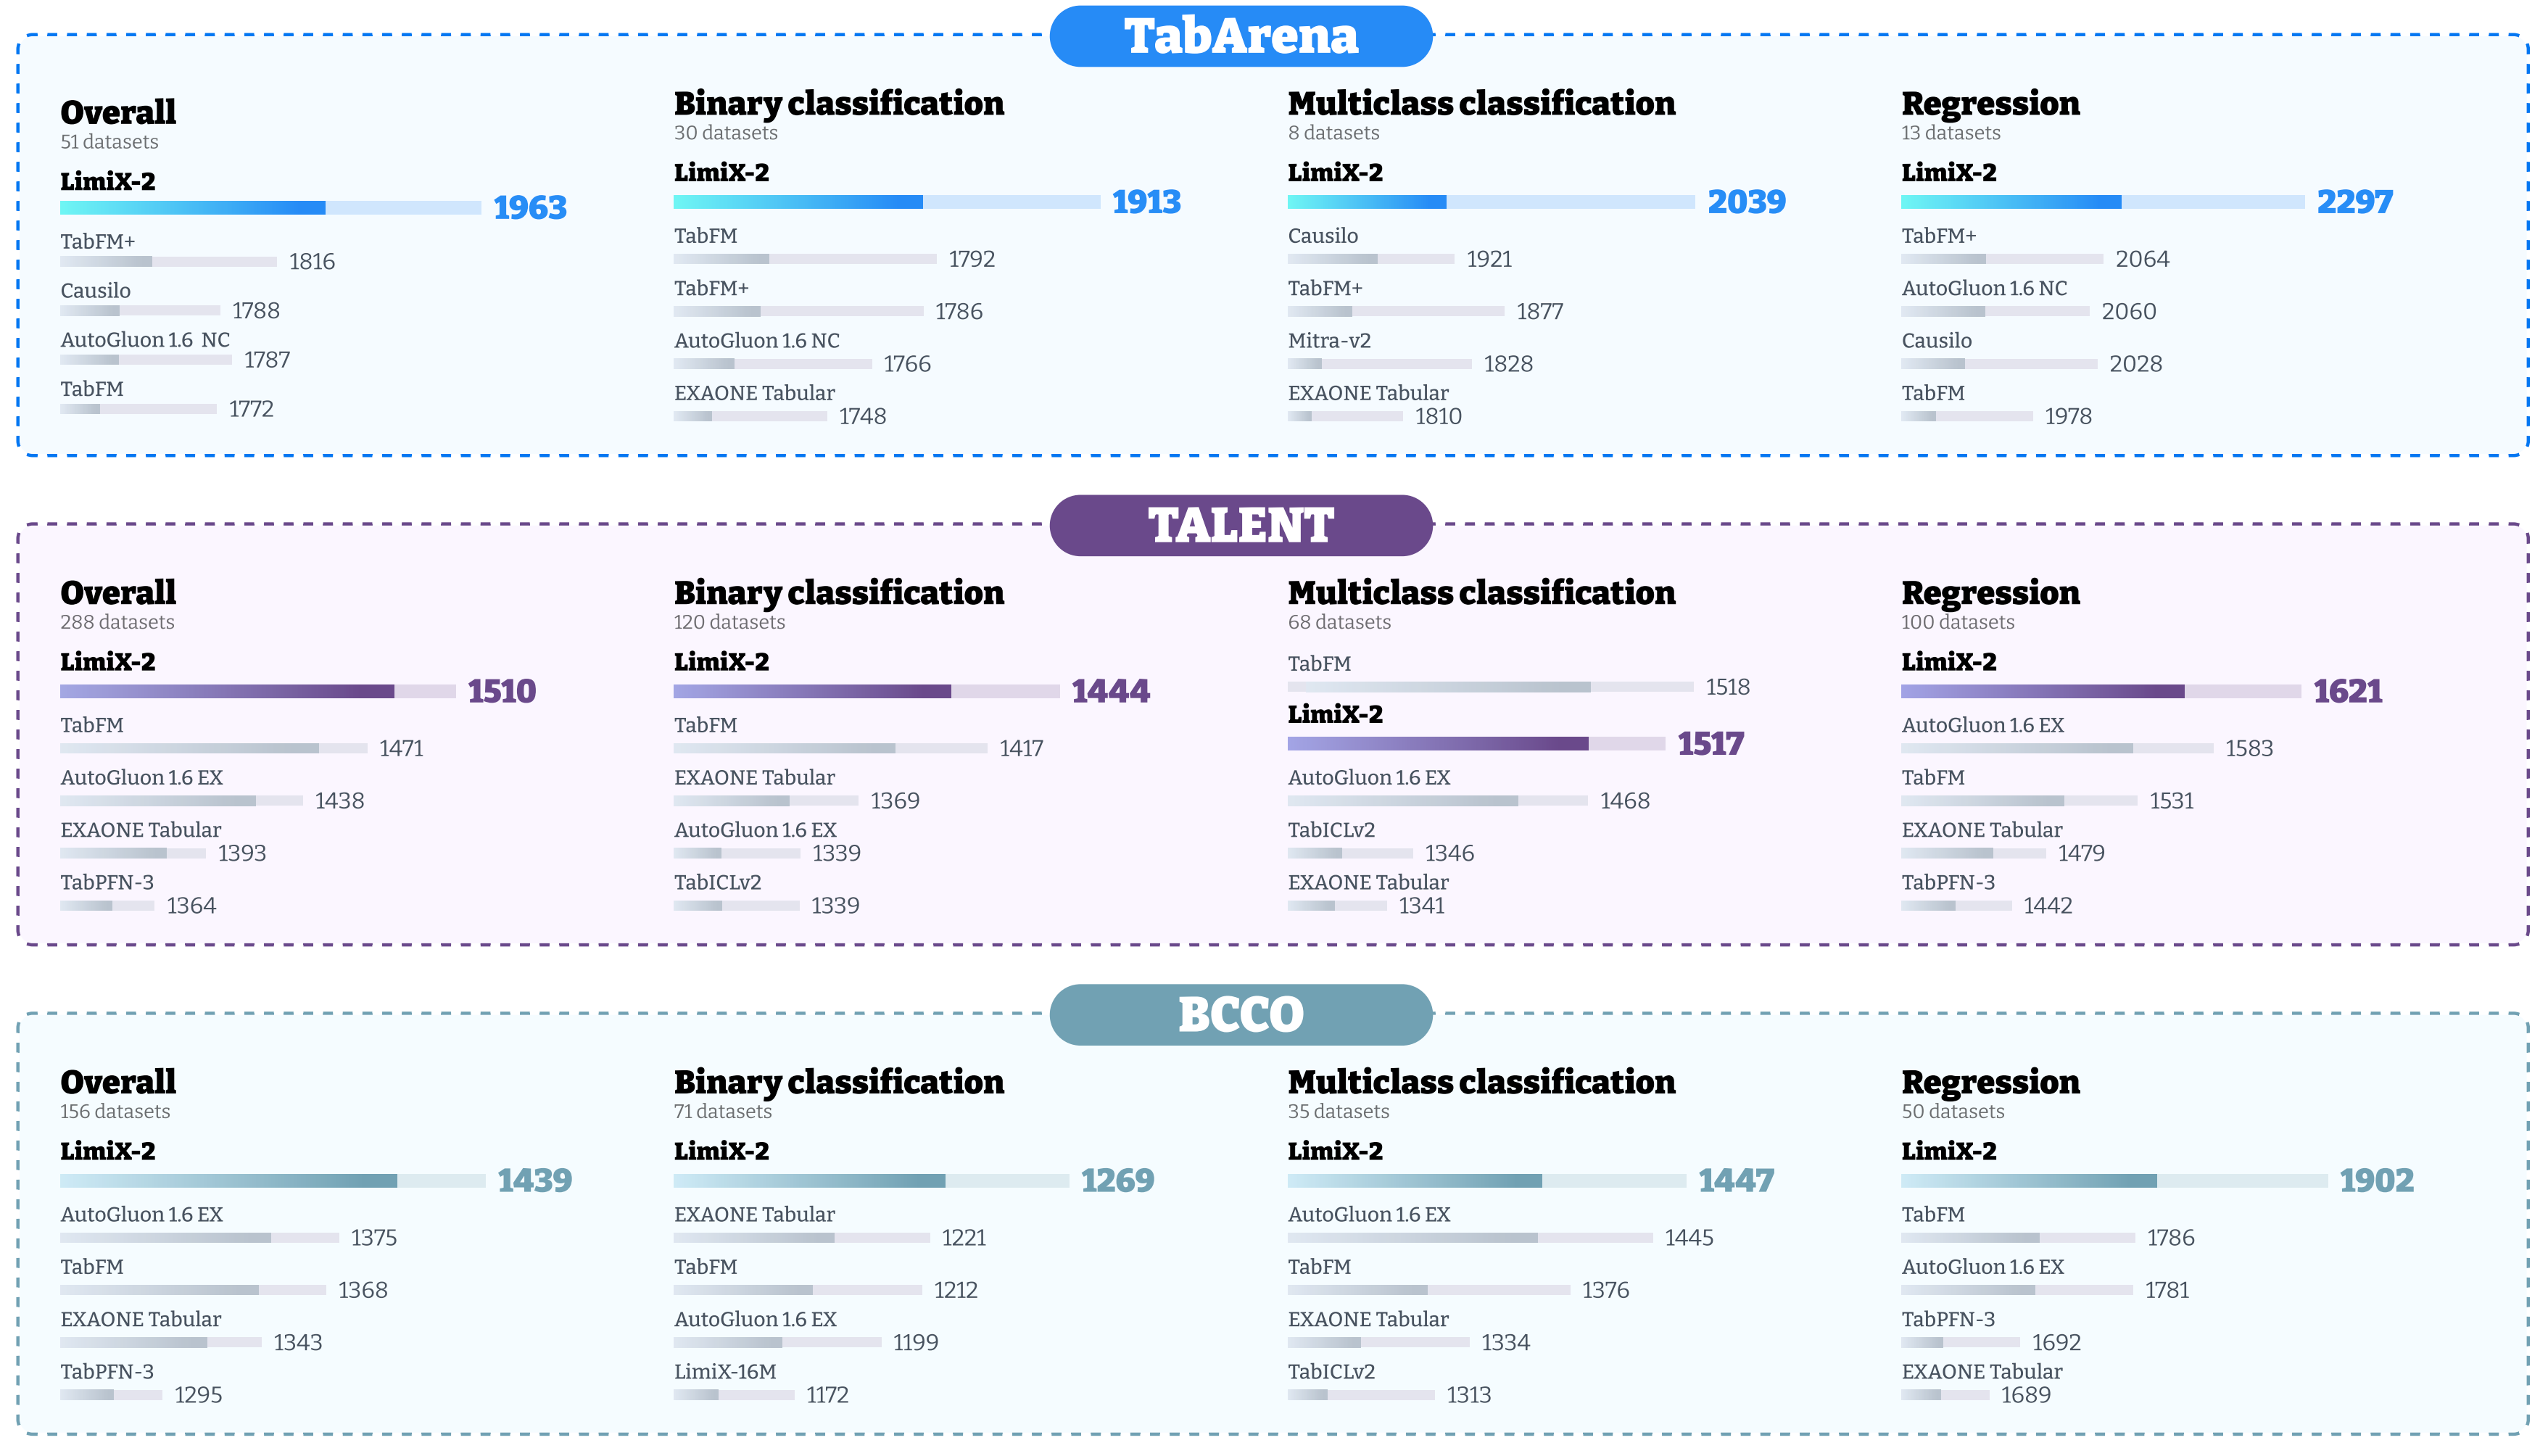 TabArena
Overall
51 datasets
LimiX-2
1963
TabFM+
1816
Causilo
1788
AutoGluon 1.6 NC
1787
TabFM
1772
Binary classification
30 datasets
LimiX-2
1913
TabFM
1792
TabFM+
1786
AutoGluon 1.6 NC
1766
EXAONE Tabular
1748
Multiclass classification
8 datasets
LimiX-2
2039
Causilo
1921
TabFM+
1877
Mitra-v2
1828
EXAONE Tabular
1810
Regression
13 datasets
LimiX-2
2297
TabFM+
2064
AutoGluon 1.6 NC
2060
Causilo
2028
TabFM
1978
TALENT
Overall
288 datasets
LimiX-2
1510
TabFM
1471
AutoGluon 1.6 EX
1438
EXAONE Tabular
1393
TabPFN-3
1364
Binary classification
120 datasets
LimiX-2
1444
TabFM
1417
EXAONE Tabular
1369
AutoGluon 1.6 EX
1339
TabICLv2
1339
Multiclass classification
68 datasets
TabFM
1518
LimiX-2
1517
AutoGluon 1.6 EX
1468
TabICLv2
1346
EXAONE Tabular
1341
Regression
100 datasets
LimiX-2
1621
AutoGluon 1.6 EX
1583
TabFM
1531
EXAONE Tabular
1479
TabPFN-3
1442
BCCO
Overall
156 datasets
LimiX-2
1439
AutoGluon 1.6 EX
1375
TabFM
1368
EXAONE Tabular
1343
TabPFN-3
1295
Binary classification
71 datasets
LimiX-2
1269
EXAONE Tabular
1221
TabFM
1212
AutoGluon 1.6 EX
1199
LimiX-16M
1172
Multiclass classification
35 datasets
LimiX-2
1447
AutoGluon 1.6 EX
1445
TabFM
1376
EXAONE Tabular
1334
TabICLv2
1313
Regression
50 datasets
LimiX-2
1902
TabFM
1786
AutoGluon 1.6 EX
1781
TabPFN-3
1692
EXAONE Tabular
1689